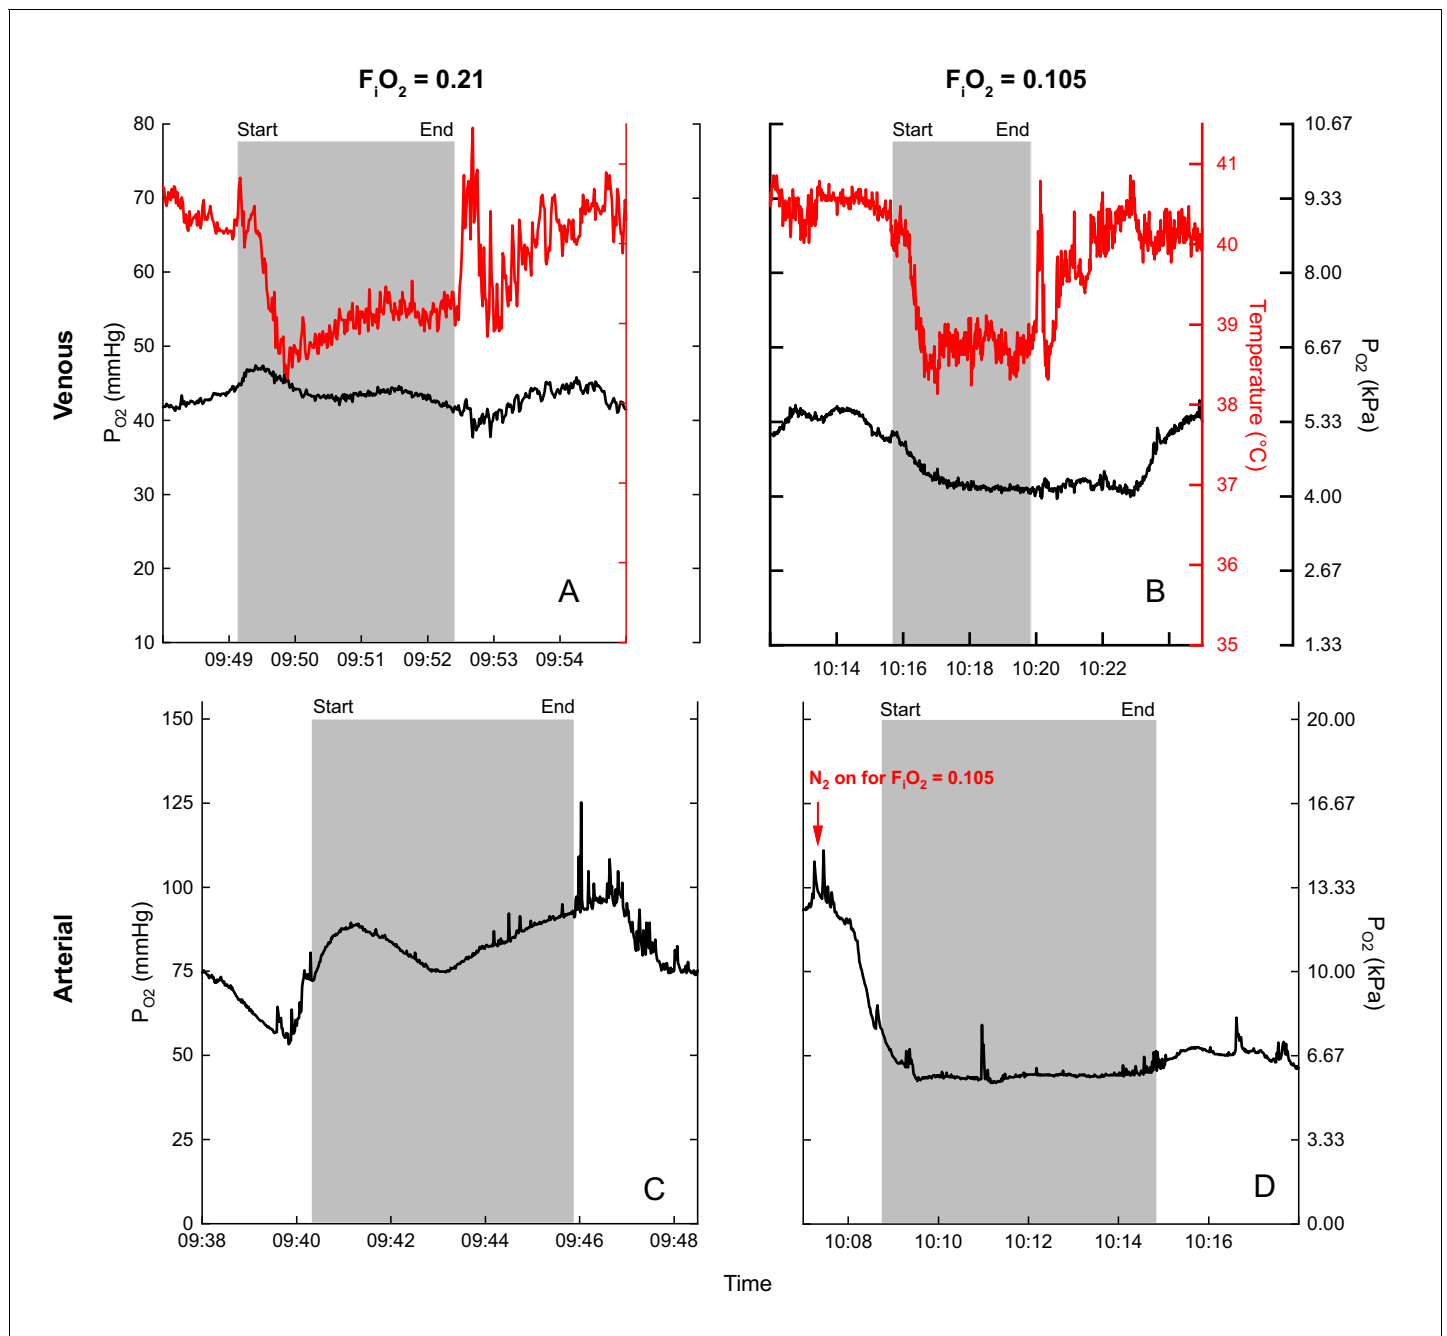 FiO2 = 0.21
FiO2 = 0.105
Venous
PO2 (mmHg)
80
70
60
50
40
30
20
10
Start
End
A
09:49 09:50 09:51 09:52 09:53 09:54
Start
End
B
10:14 10:16 10:18 10:20 10:22
41
40
39
38
37
36
35
Temperature (°C)
10.67
9.33
8.00
6.67
5.33
4.00
2.67
1.33
PO2 (kPa)
Arterial
PO2 (mmHg)
150
125
100
75
50
25
0
Start
End
C
09:38 09:40 09:42 09:44 09:46 09:48
Start
End
N2 on for FiO2 = 0.105
D
10:08 10:10 10:12 10:14 10:16
20.00
16.67
13.33
10.00
6.67
3.33
0.00
PO2 (kPa)
Time